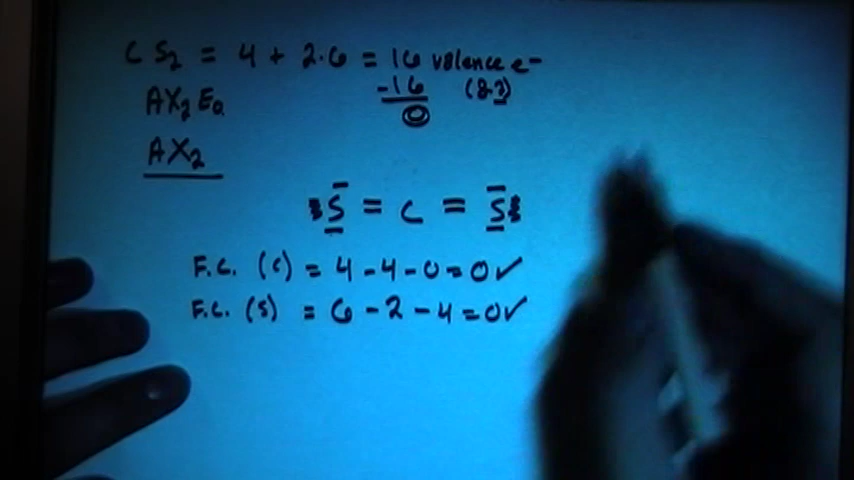 CS₂ = 4 + 2·6 = 16 valence e-
AX₂E₀ -16 (8·2)
0
AX₂
S = C = S
F.C. (C) = 4 - 4 - 0 = 0 ✓
F.C. (S) = 6 - 2 - 4 = 0 ✓